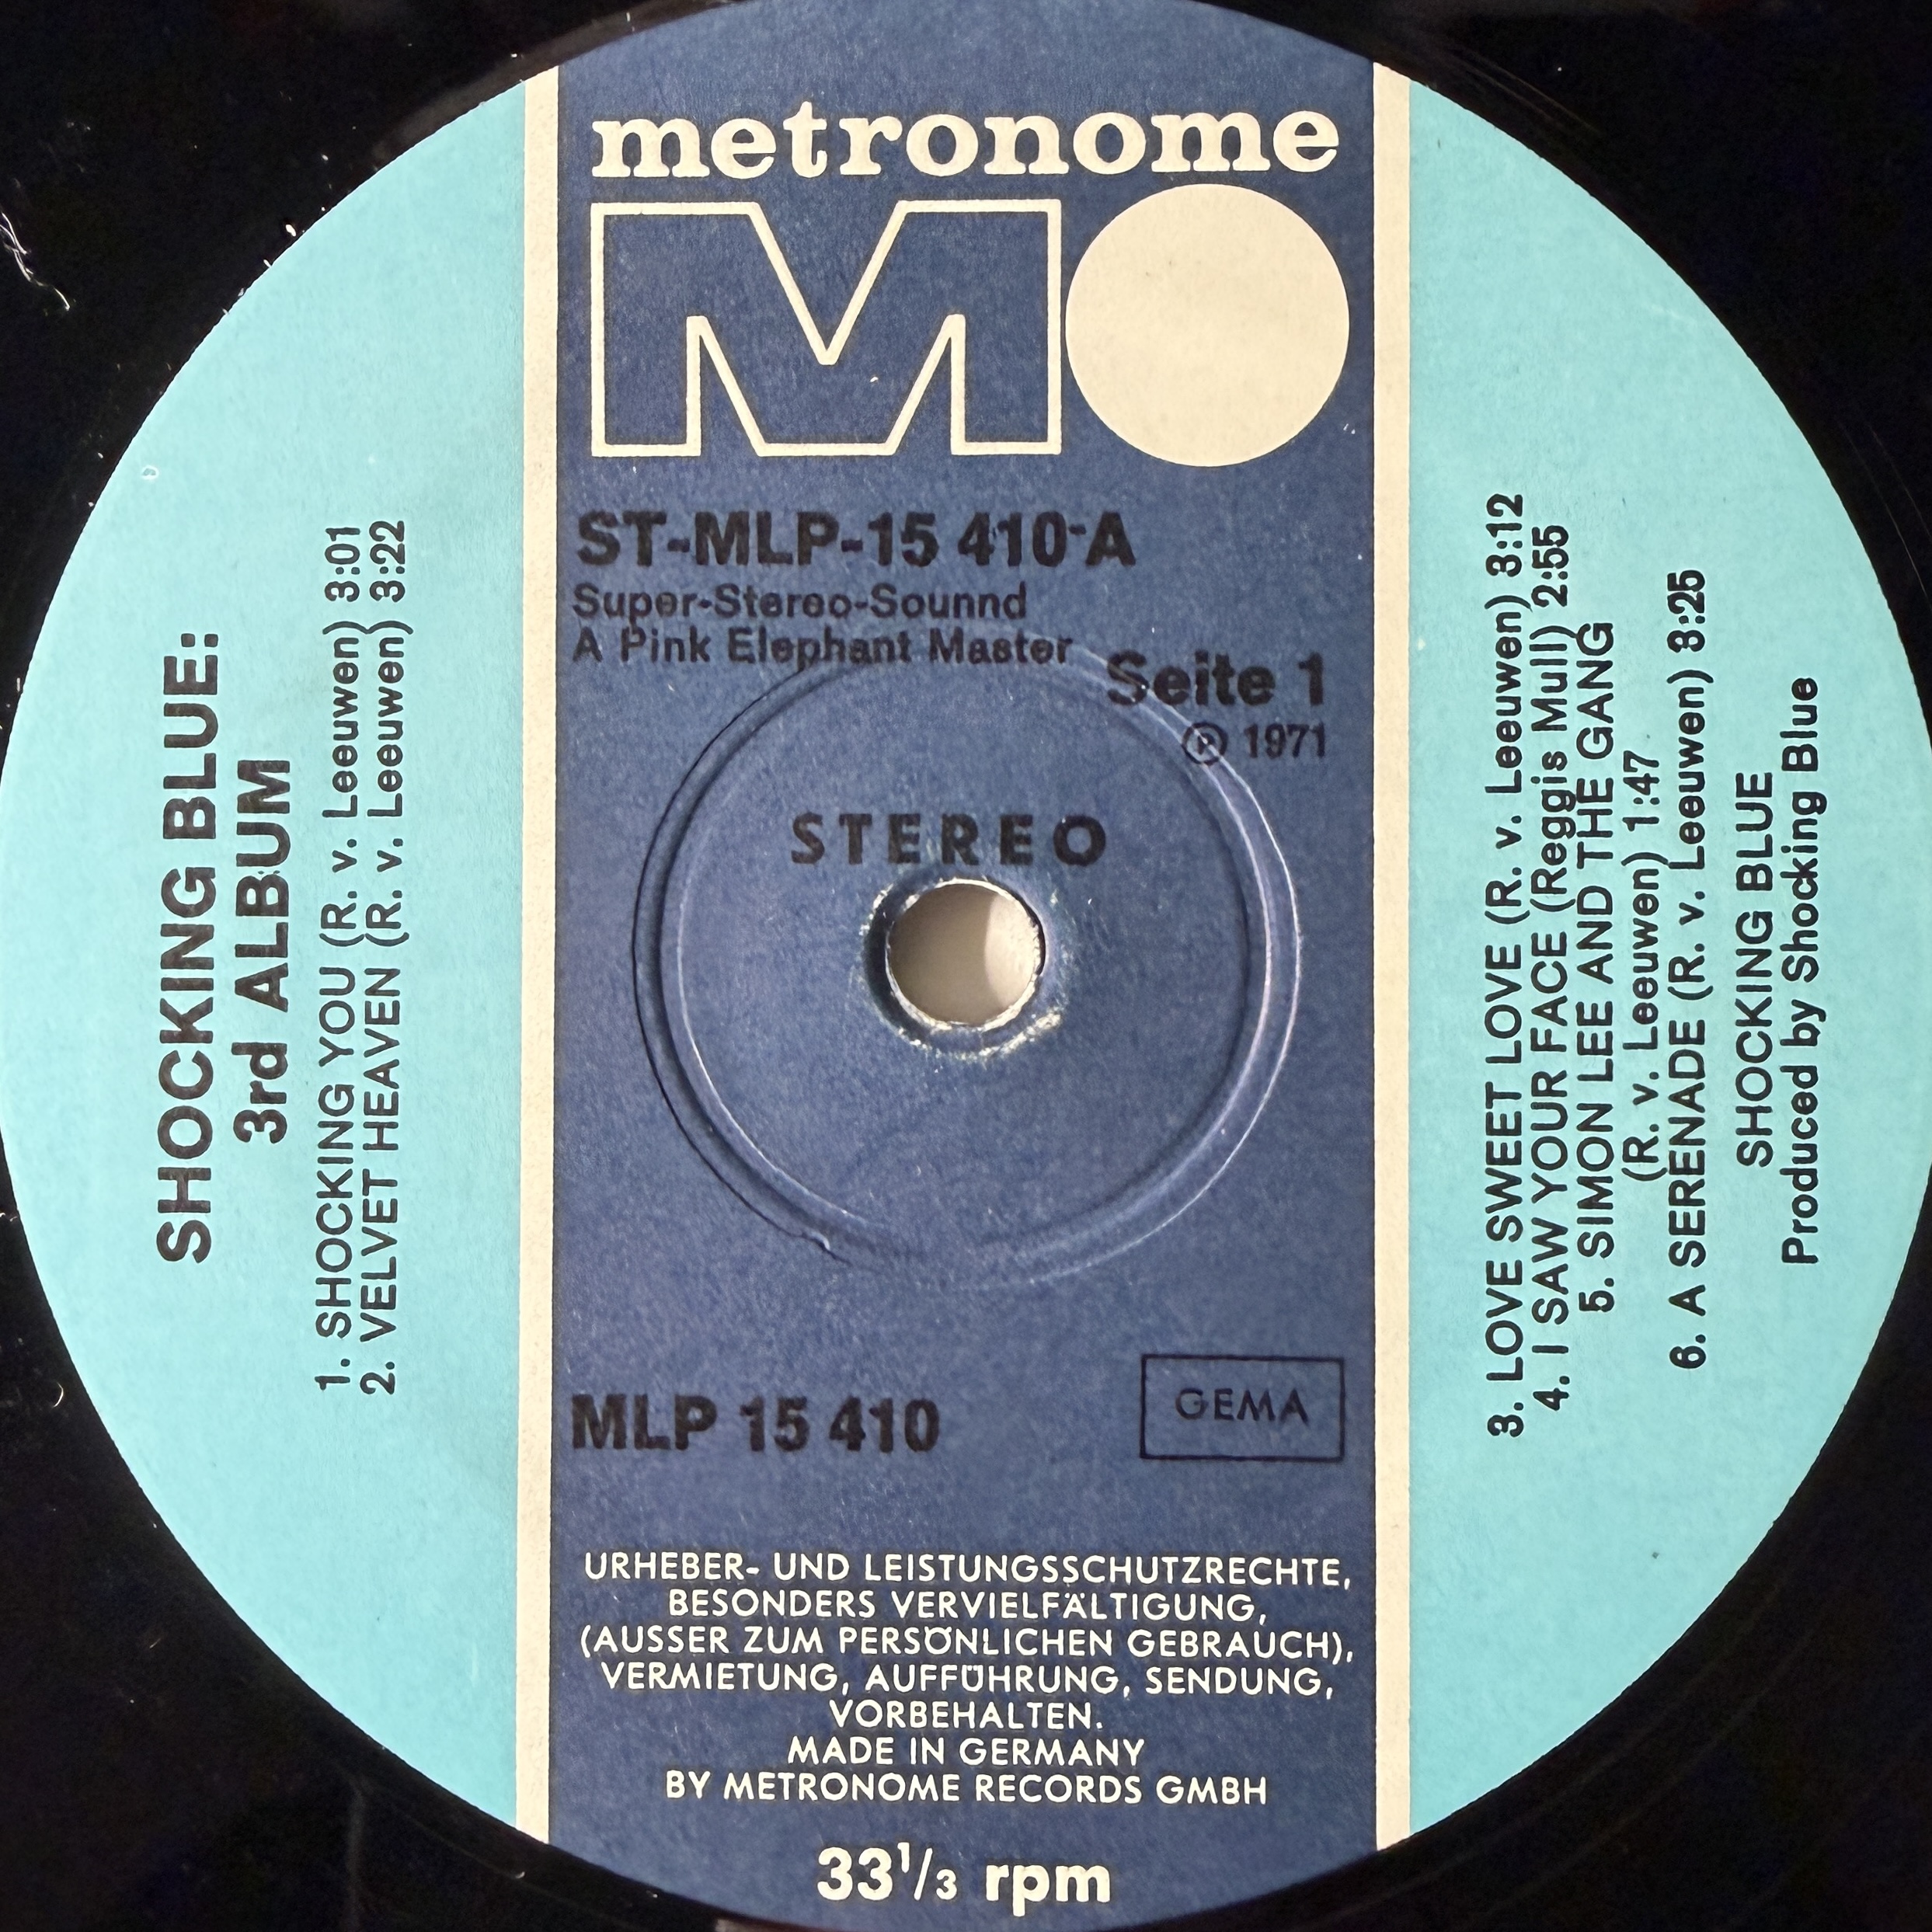 metronome
MO
ST-MLP-15 410-A
Super-Stereo-Sounnd
A Pink Elephant Master
Seite 1
℗ 1971
STEREO
MLP 15 410
GEMA
URHEBER- UND LEISTUNGSSCHUTZRECHTE,
BESONDERS VERVIELFÄLTIGUNG,
(AUSSER ZUM PERSÖNLICHEN GEBRAUCH),
VERMIETUNG, AUFFÜHRUNG, SENDUNG,
VORBEHALTEN.
MADE IN GERMANY
BY METRONOME RECORDS GMBH
33 1/3 rpm
SHOCKING BLUE:
3rd ALBUM
1. SHOCKING YOU (R. v. Leeuwen) 3:01
2. VELVET HEAVEN (R. v. Leeuwen) 3:22
3. LOVE SWEET LOVE (R. v. Leeuwen) 3:12
4. I SAW YOUR FACE (Reggis Mull) 2:55
5. SIMON LEE AND THE GANG
(R. v. Leeuwen) 1:47
6. A SERENADE (R. v. Leeuwen) 3:25
SHOCKING BLUE
Produced by Shocking Blue